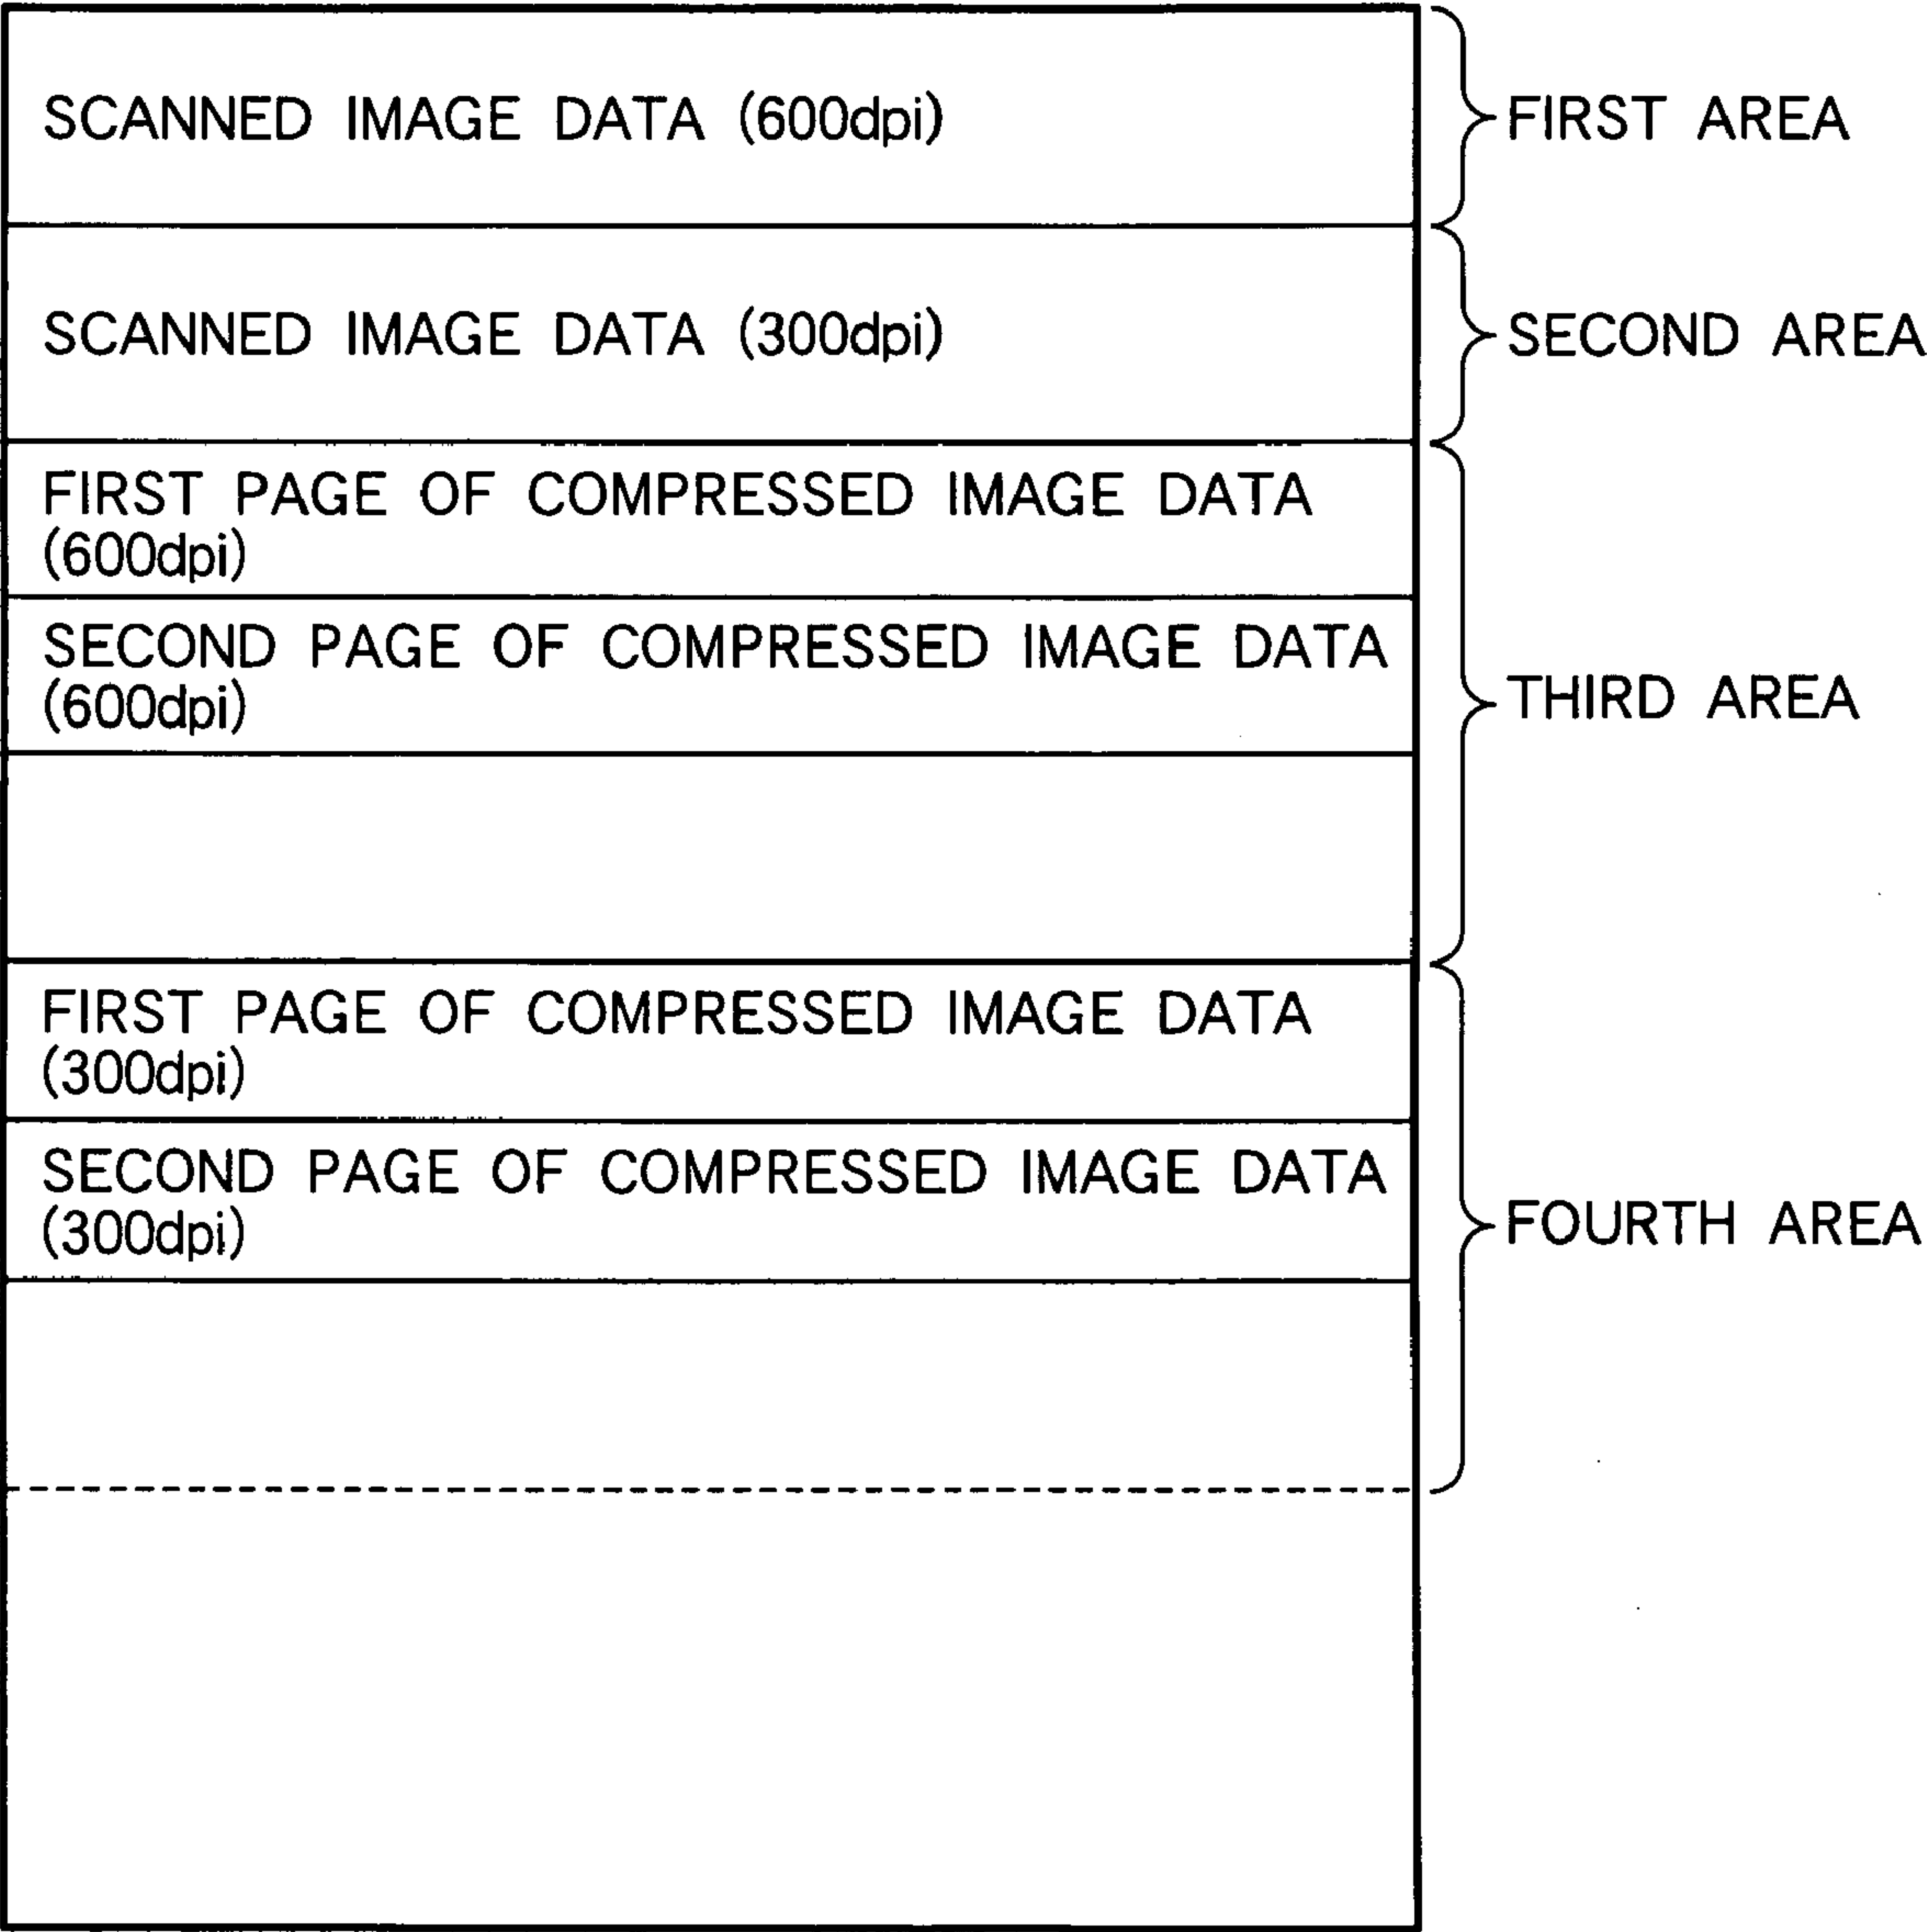 SCANNED IMAGE DATA (600dpi)
FIRST AREA
SCANNED IMAGE DATA (300dpi)
SECOND AREA
FIRST PAGE OF COMPRESSED IMAGE DATA
(600dpi)
SECOND PAGE OF COMPRESSED IMAGE DATA
(600dpi)
THIRD AREA
FIRST PAGE OF COMPRESSED IMAGE DATA
(300dpi)
SECOND PAGE OF COMPRESSED IMAGE DATA
(300dpi)
FOURTH AREA